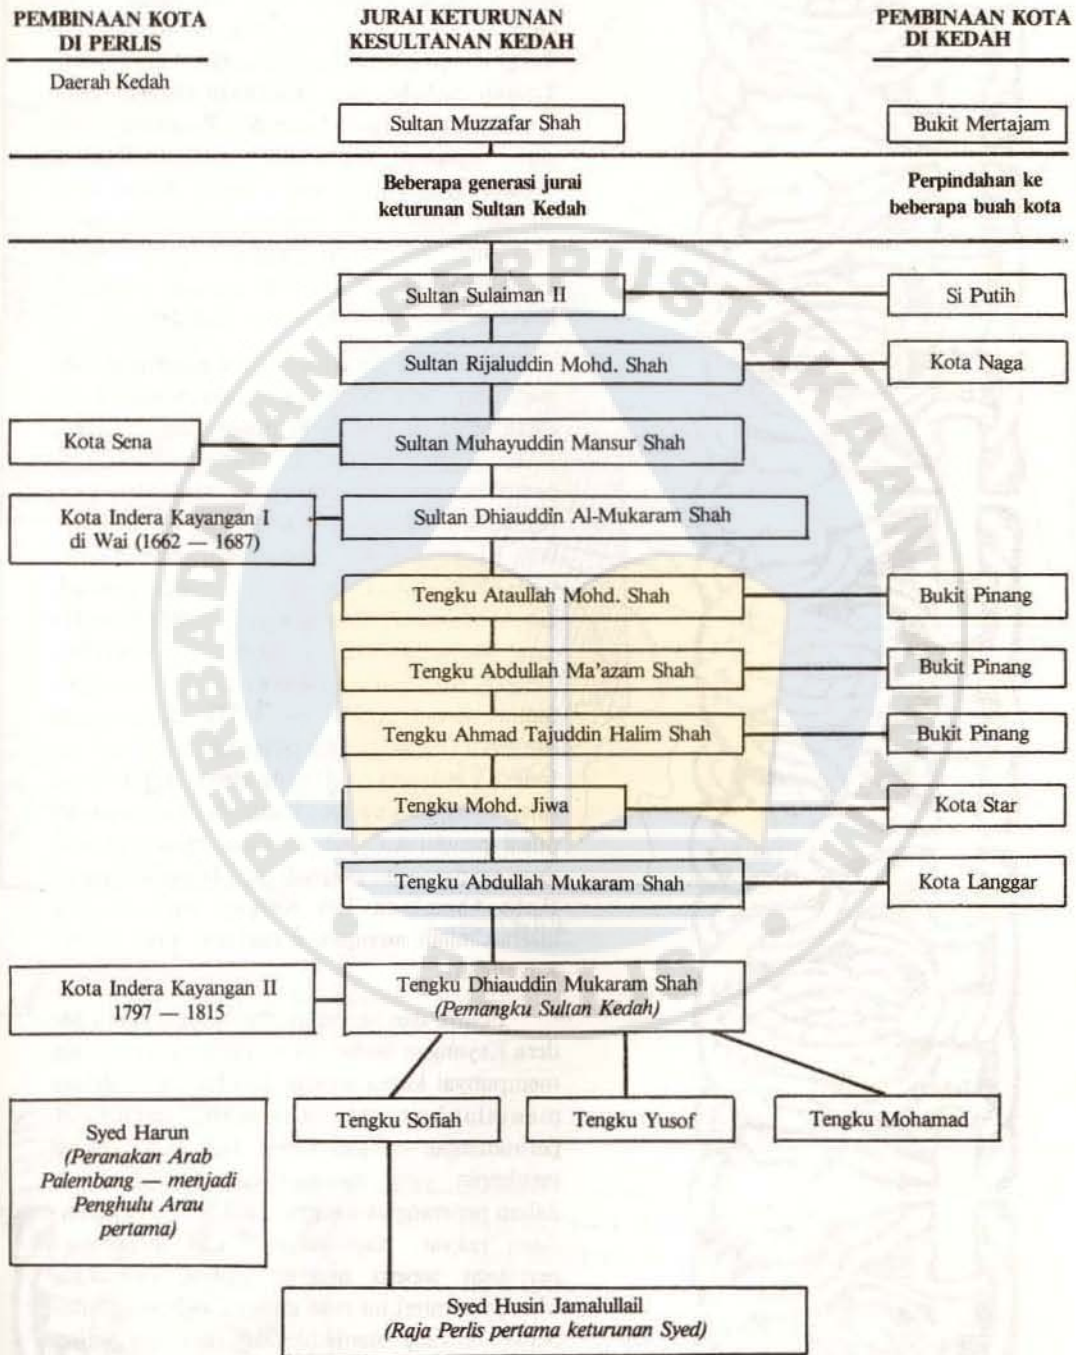 PEMBINAAN KOTA
DI PERLIS
JURAI KETURUNAN
KESULTANAN KEDAH
PEMBINAAN KOTA
DI KEDAH
Daerah Kedah
Sultan Muzzafar Shah
Bukit Mertajam
Beberapa generasi jurai
keturunan Sultan Kedah
Perpindahan ke
beberapa buah kota
Sultan Sulaiman II
Si Putih
Sultan Rijaluddin Mohd. Shah
Kota Naga
Kota Sena
Sultan Muhayuddin Mansur Shah
Kota Indera Kayangan I
di Wai (1662 — 1687)
Sultan Dhiauddin Al-Mukaram Shah
Tengku Ataullah Mohd. Shah
Bukit Pinang
Tengku Abdullah Ma'azam Shah
Bukit Pinang
Tengku Ahmad Tajuddin Halim Shah
Bukit Pinang
Tengku Mohd. Jiwa
Kota Star
Tengku Abdullah Mukaram Shah
Kota Langgar
Kota Indera Kayangan II
1797 — 1815
Tengku Dhiauddin Mukaram Shah
(Pemangku Sultan Kedah)
Syed Harun
(Peranakan Arab
Palembang — menjadi
Penghulu Arau
pertama)
Tengku Sofiah
Tengku Yusof
Tengku Mohamad
Syed Husin Jamalullail
(Raja Perlis pertama keturunan Syed)
PERBADANAN PERPUSTAKAAN AWAM
PERLIS